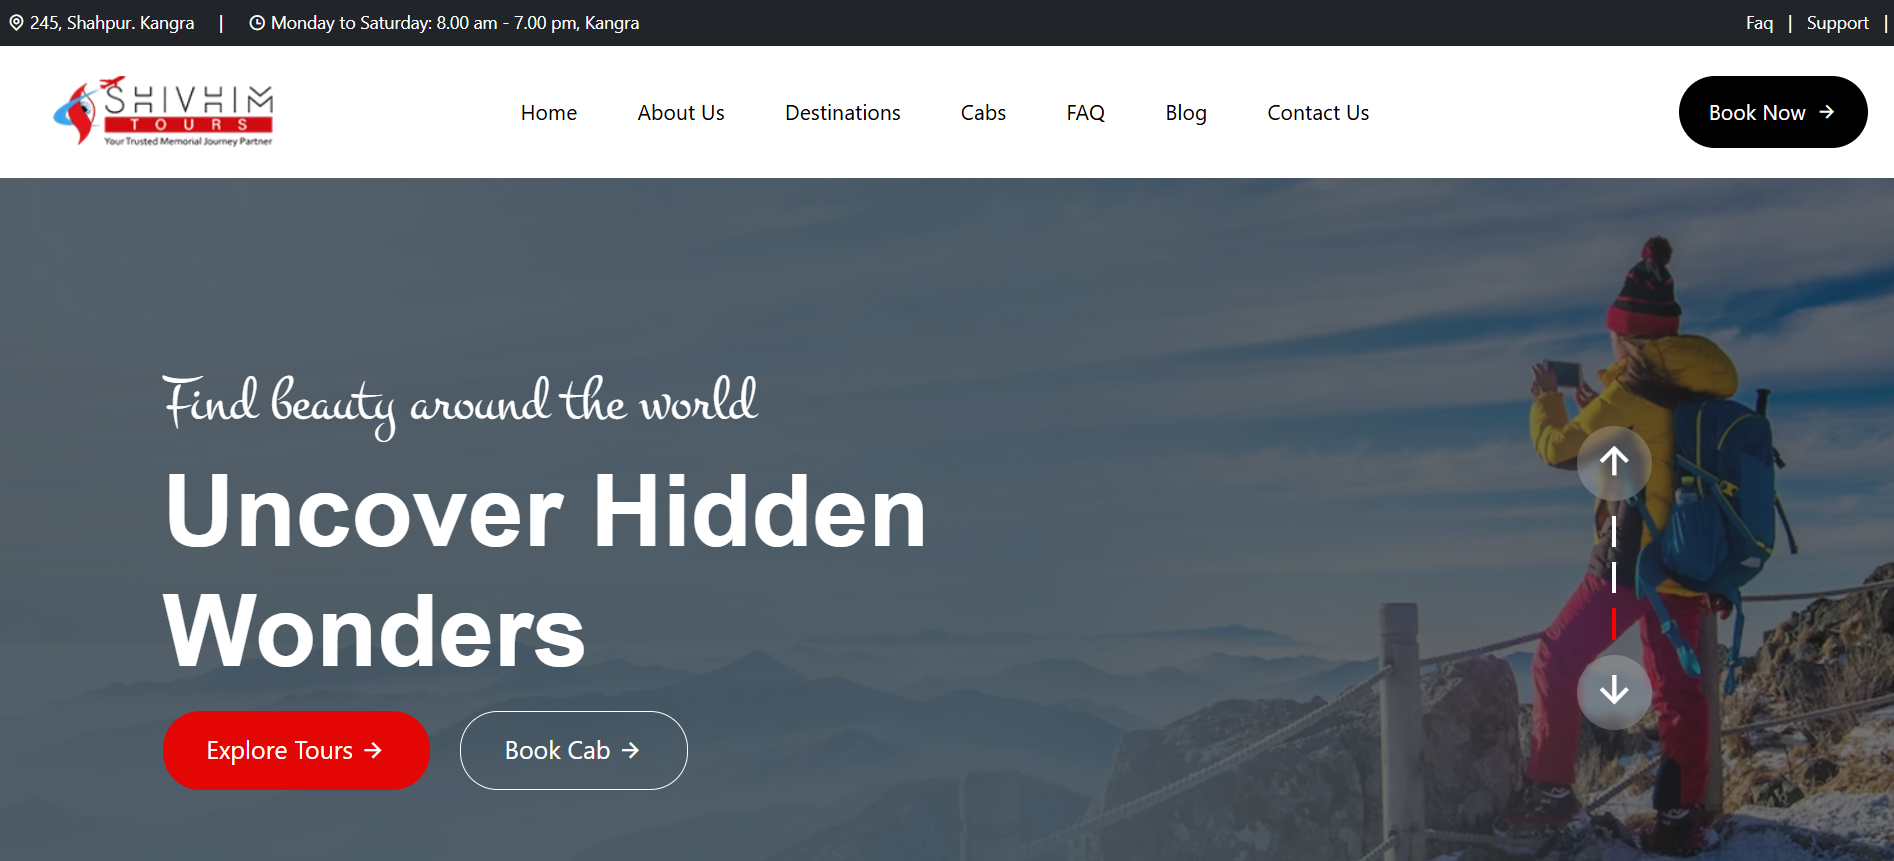 245, Shahpur. Kangra | Monday to Saturday: 8.00 am - 7.00 pm, Kangra
Faq | Support |
SHIVHIM
TOURS
Your Trusted Memorial Journey Partner
Home About Us Destinations Cabs FAQ Blog Contact Us
Book Now
Find beauty around the world
Uncover Hidden
Wonders
Explore Tours
Book Cab